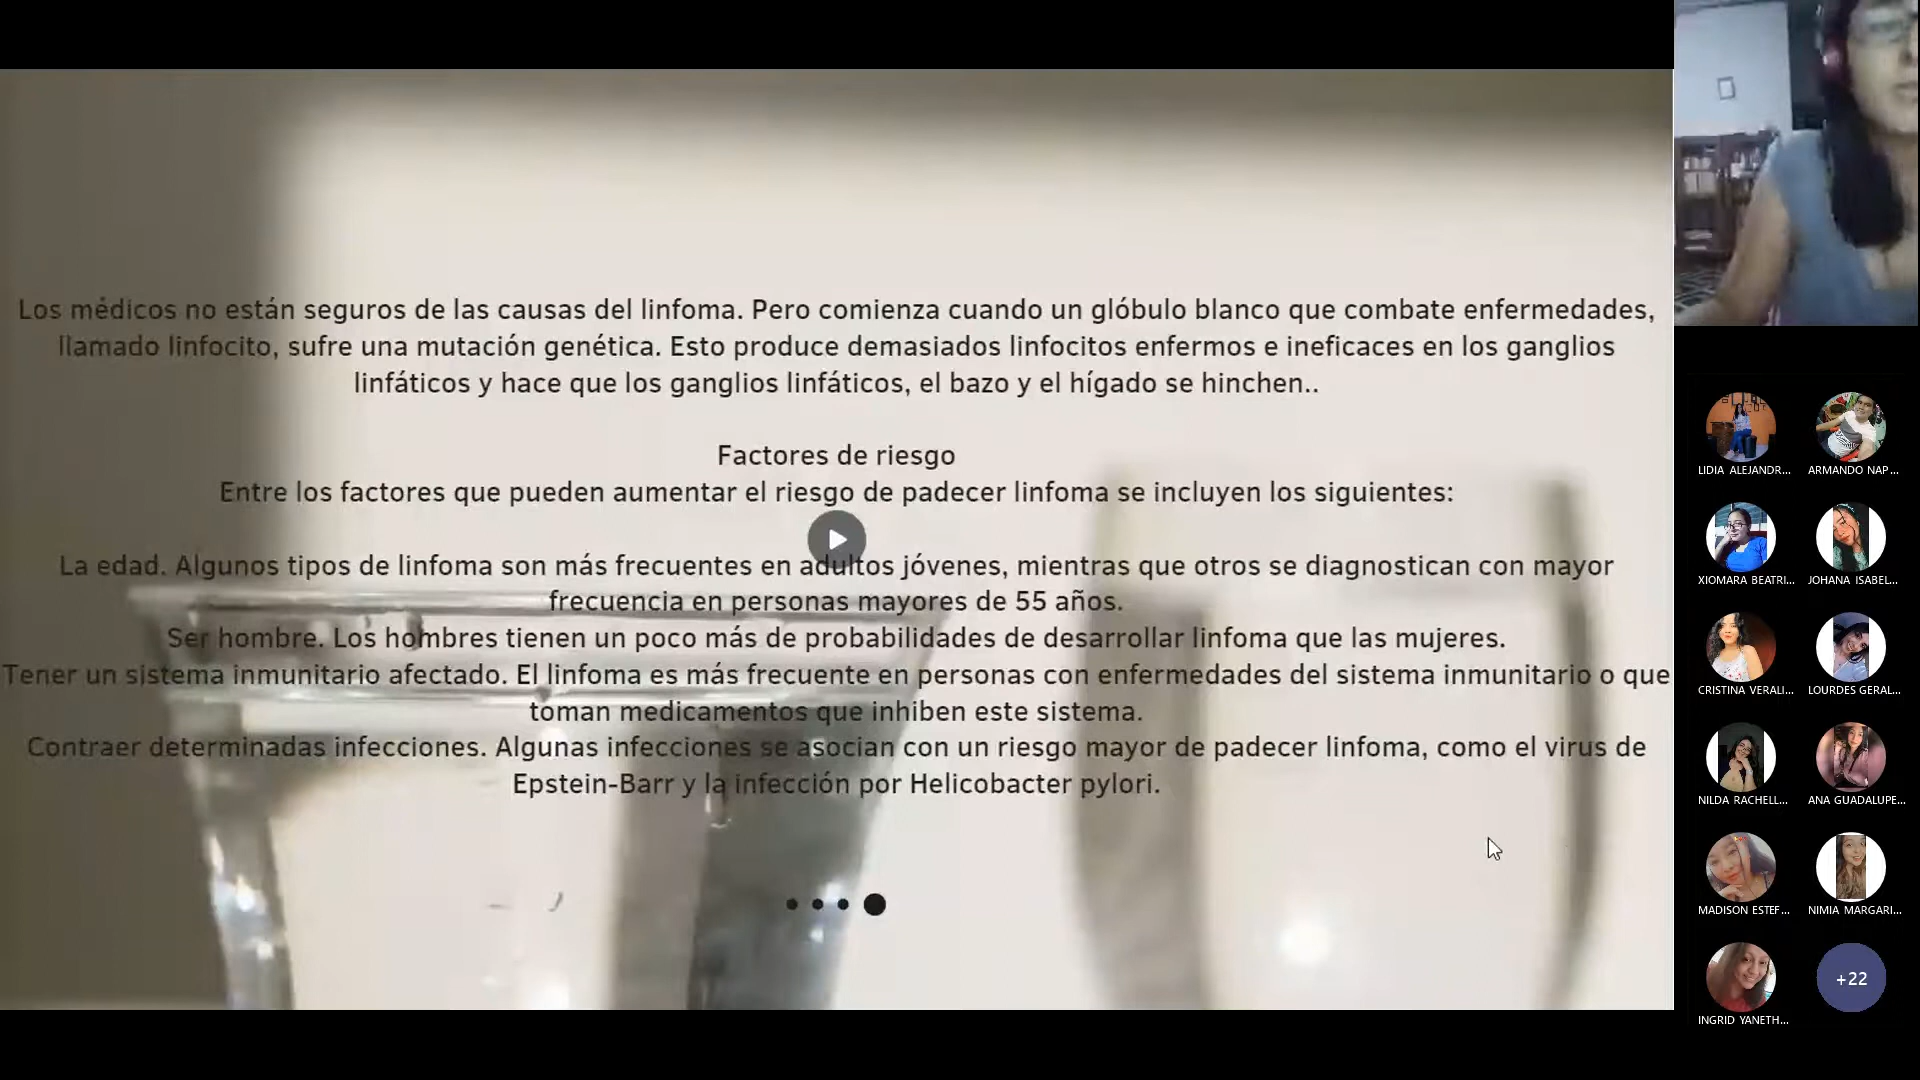 Los médicos no están seguros de las causas del linfoma. Pero comienza cuando un glóbulo blanco que combate enfermedades,
llamado linfocito, sufre una mutación genética. Esto produce demasiados linfocitos enfermos e ineficaces en los ganglios
linfáticos y hace que los ganglios linfáticos, el bazo y el hígado se hinchen..
Factores de riesgo
Entre los factores que pueden aumentar el riesgo de padecer linfoma se incluyen los siguientes:
La edad. Algunos tipos de linfoma son más frecuentes en adultos jóvenes, mientras que otros se diagnostican con mayor
frecuencia en personas mayores de 55 años.
Ser hombre. Los hombres tienen un poco más de probabilidades de desarrollar linfoma que las mujeres.
Tener un sistema inmunitario afectado. El linfoma es más frecuente en personas con enfermedades del sistema inmunitario o que
toman medicamentos que inhiben este sistema.
Contraer determinadas infecciones. Algunas infecciones se asocian con un riesgo mayor de padecer linfoma, como el virus de
Epstein-Barr y la infección por Helicobacter pylori.
LIDIA ALEJANDR...
ARMANDO NAP...
XIOMARA BEATRI...
JOHANA ISABEL...
CRISTINA VERALI...
LOURDES GERAL...
NILDA RACHELL...
ANA GUADALUPE...
MADISON ESTEF...
NIMIA MARGARI...
INGRID YANETH...
+22